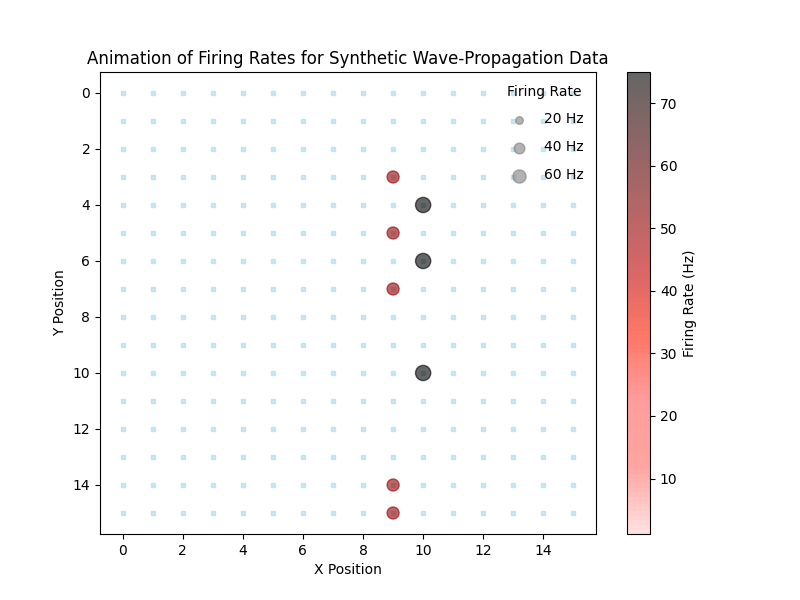 Animation of Firing Rates for Synthetic Wave-Propagation Data
Firing Rate
20 Hz
40 Hz
60 Hz
0
2
4
6
8
10
12
14
Y Position
0 2 4 6 8 10 12 14
X Position
70
60
50
40
30
20
10
Firing Rate (Hz)